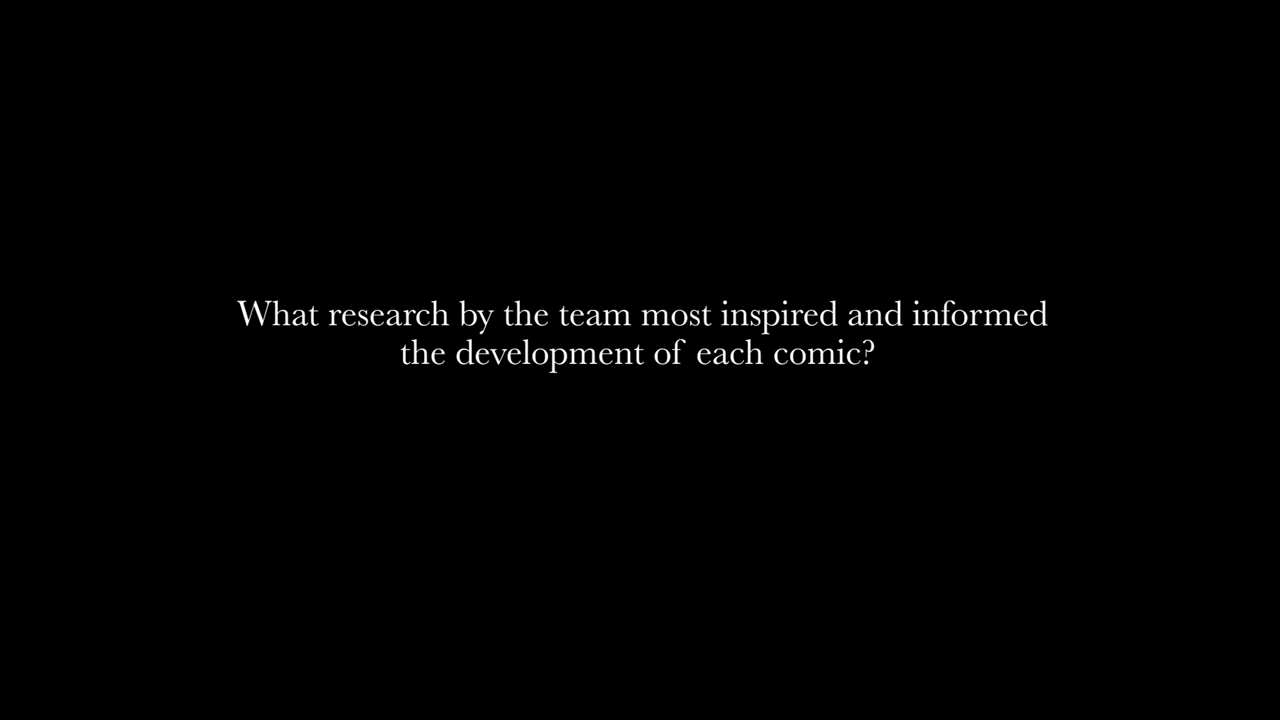 What research by the team most inspired and informed
the development of each comic?